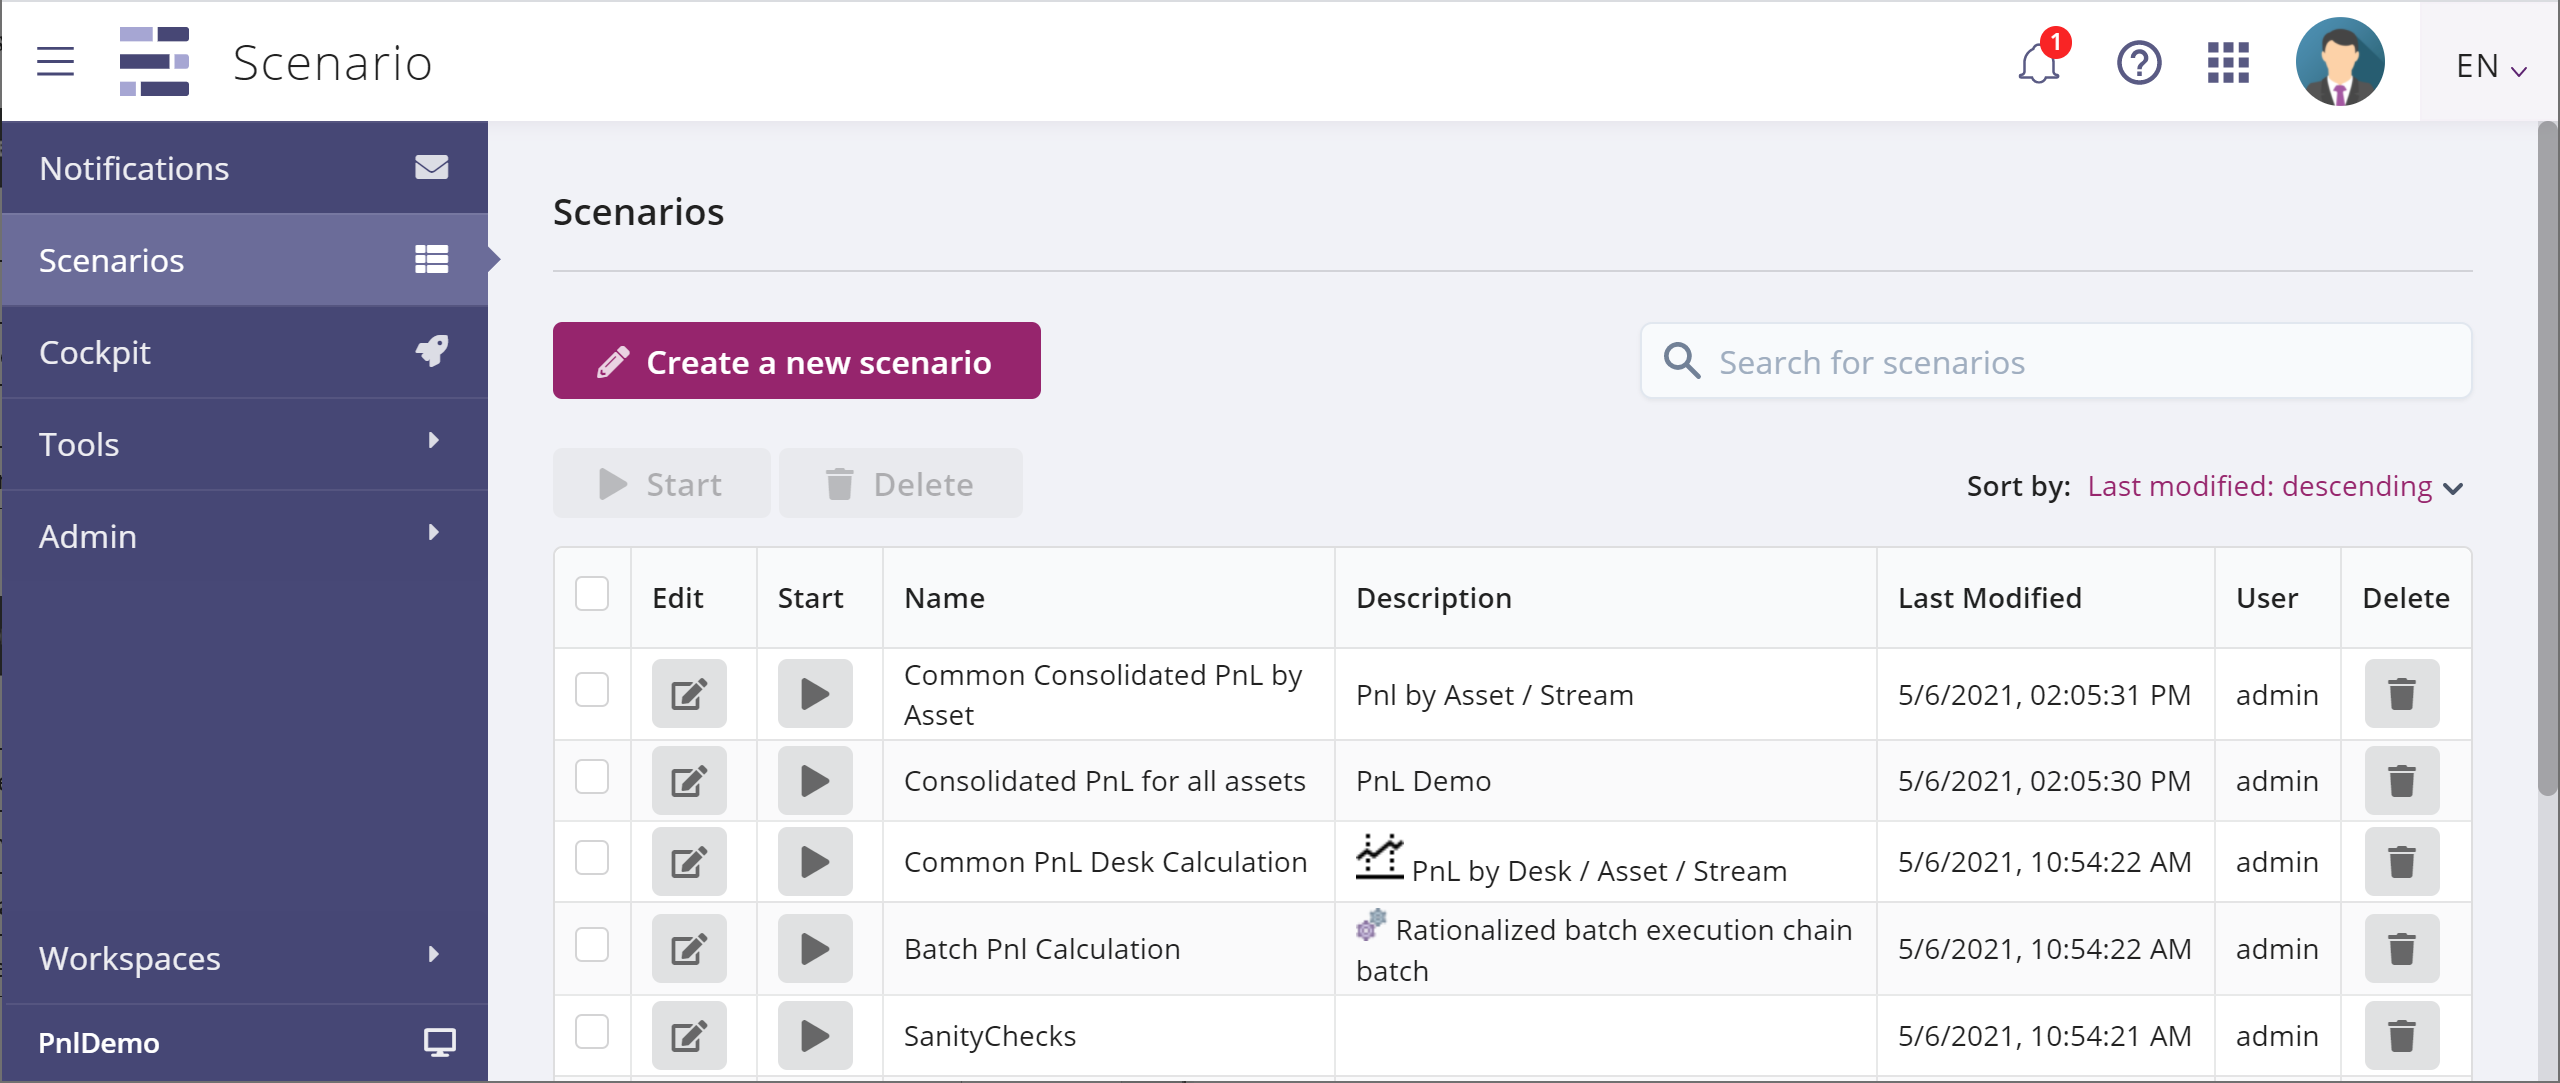 Scenario
1
EN
Notifications
Scenarios
Cockpit
Tools
Admin
Workspaces
PnlDemo
Scenarios
Create a new scenario
Search for scenarios
Start
Delete
Sort by: Last modified: descending
Edit Start Name Description Last Modified User Delete
Common Consolidated PnL by
Asset
Pnl by Asset / Stream
5/6/2021, 02:05:31 PM
admin
Consolidated PnL for all assets
PnL Demo
5/6/2021, 02:05:30 PM
admin
Common PnL Desk Calculation
PnL by Desk / Asset / Stream
5/6/2021, 10:54:22 AM
admin
Batch Pnl Calculation
Rationalized batch execution chain
batch
5/6/2021, 10:54:22 AM
admin
SanityChecks
5/6/2021, 10:54:21 AM
admin